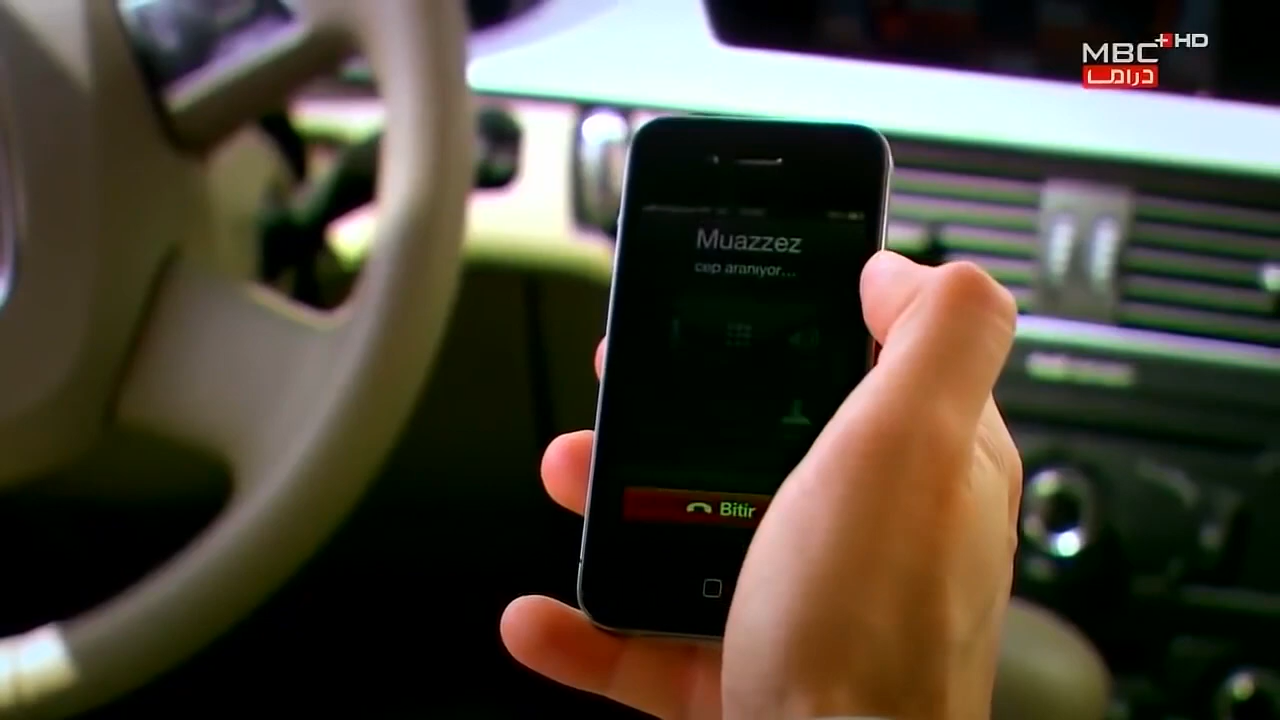 MBC+HD
دراما
Muazzez
cep aranıyor...
Bitir